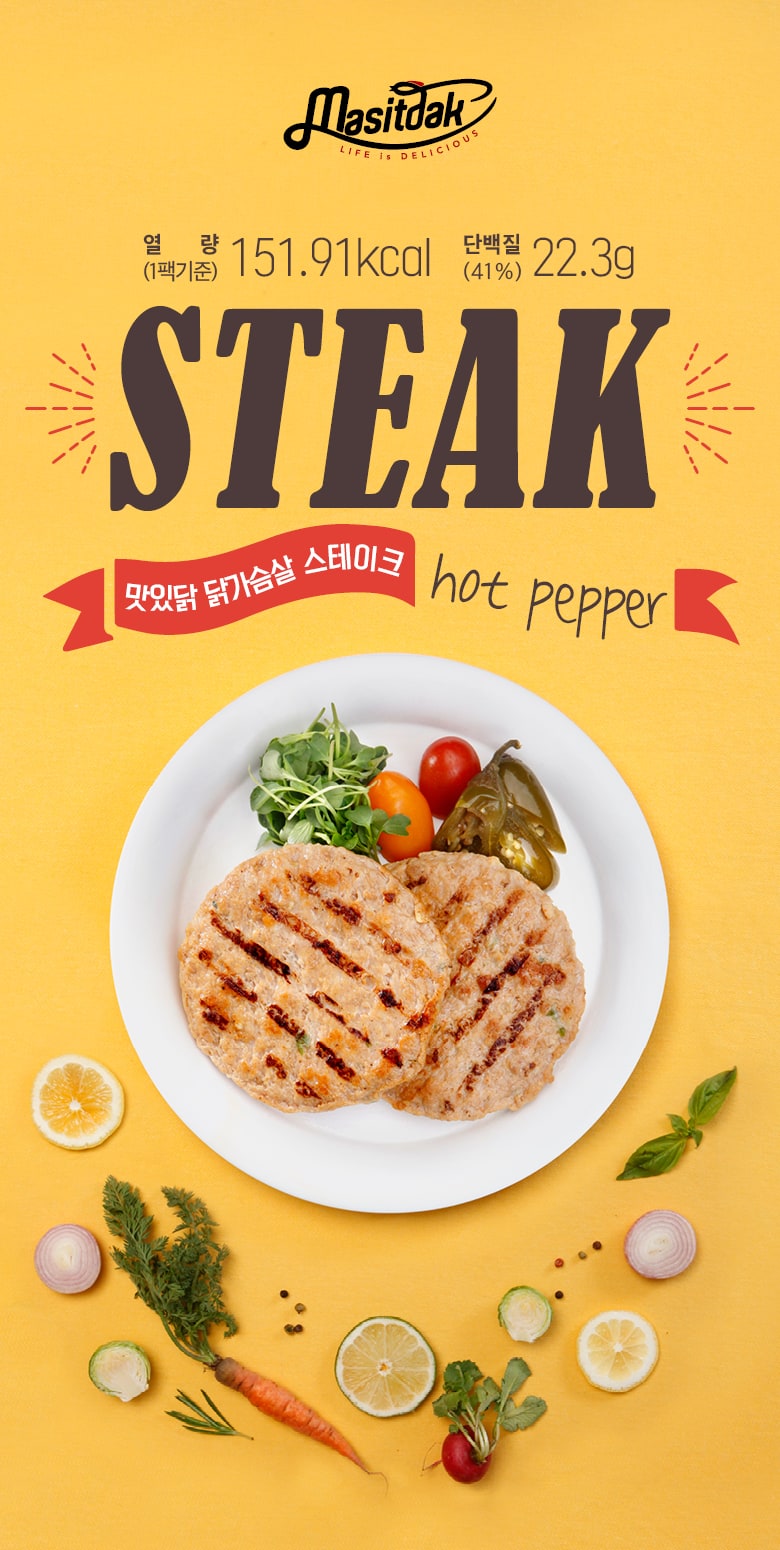 Masitdak
LIFE is DELICIOUS
열 량 (1팩기준) 151.91kcal 단백질 (41%) 22.3g
STEAK
맛있닭 닭가슴살 스테이크 hot pepper